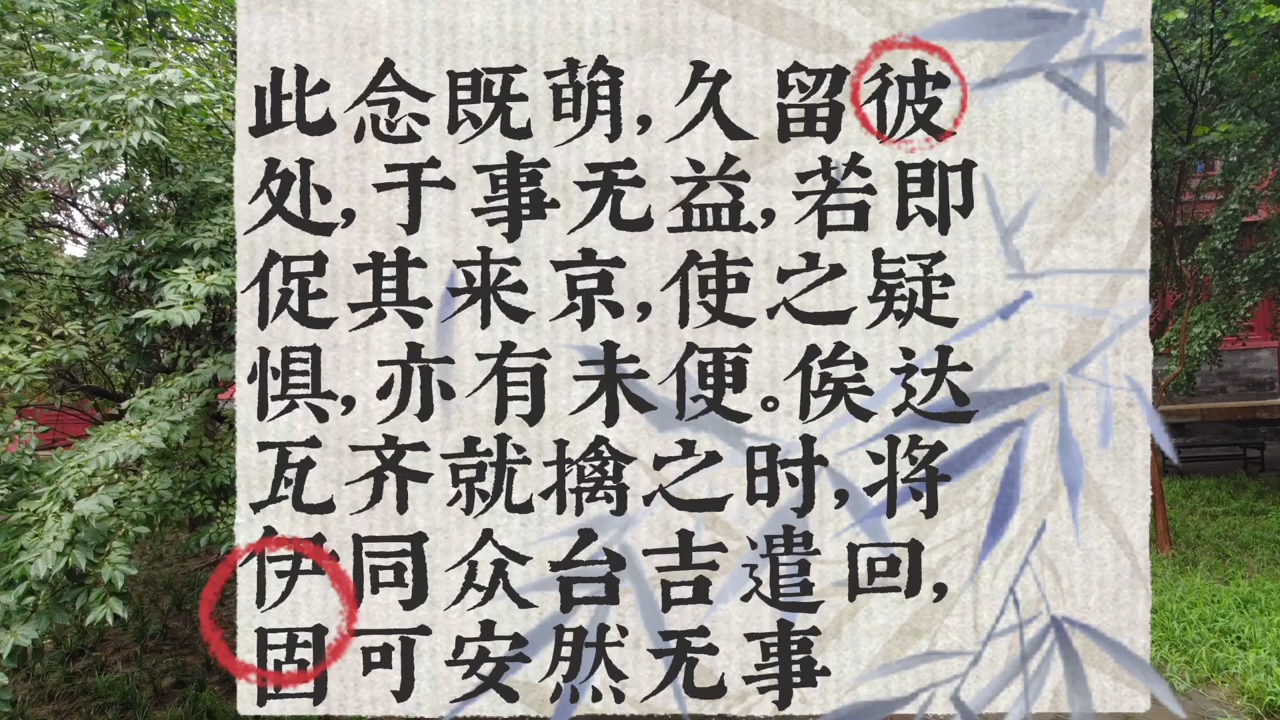 此念既萌,久留彼
处,于事无益,若即
促其来京,使之疑
惧,亦有未便。俟达
瓦齐就擒之时,将
伊同众台吉遣回,
固可安然无事